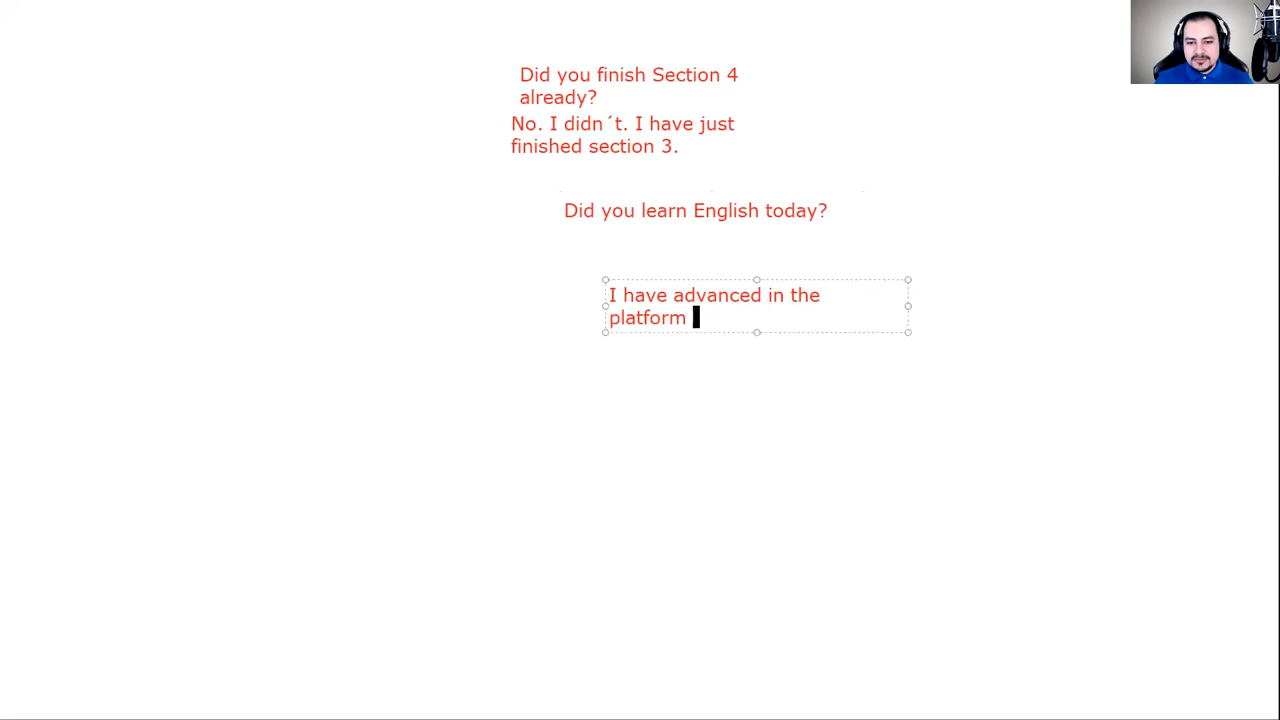 Did you finish Section 4
already?
No. I didn´t. I have just
finished section 3.
Did you learn English today?
I have advanced in the
platform